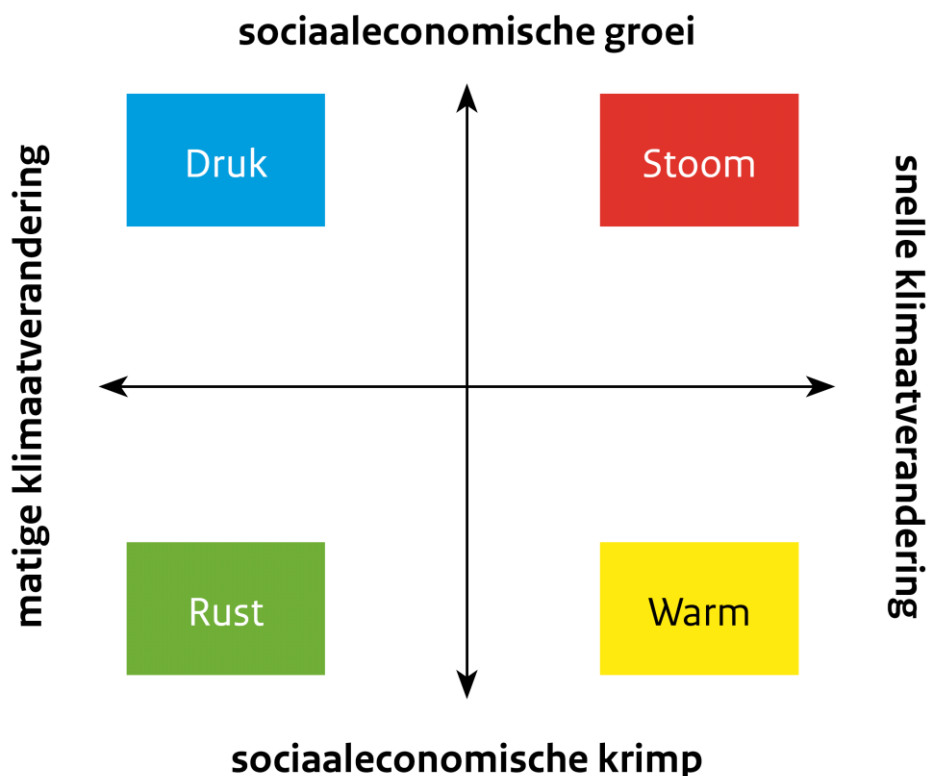 sociaaleconomische groei
Druk
Stoom
matige klimaatverandering
snelle klimaatverandering
Rust
Warm
sociaaleconomische krimp